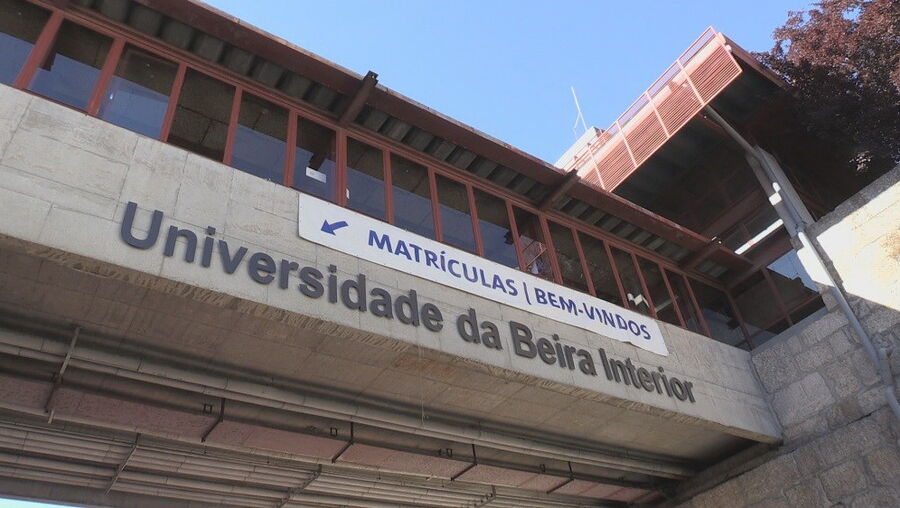 MATRÍCULAS | BEM-VINDOS
Universidade da Beira Interior